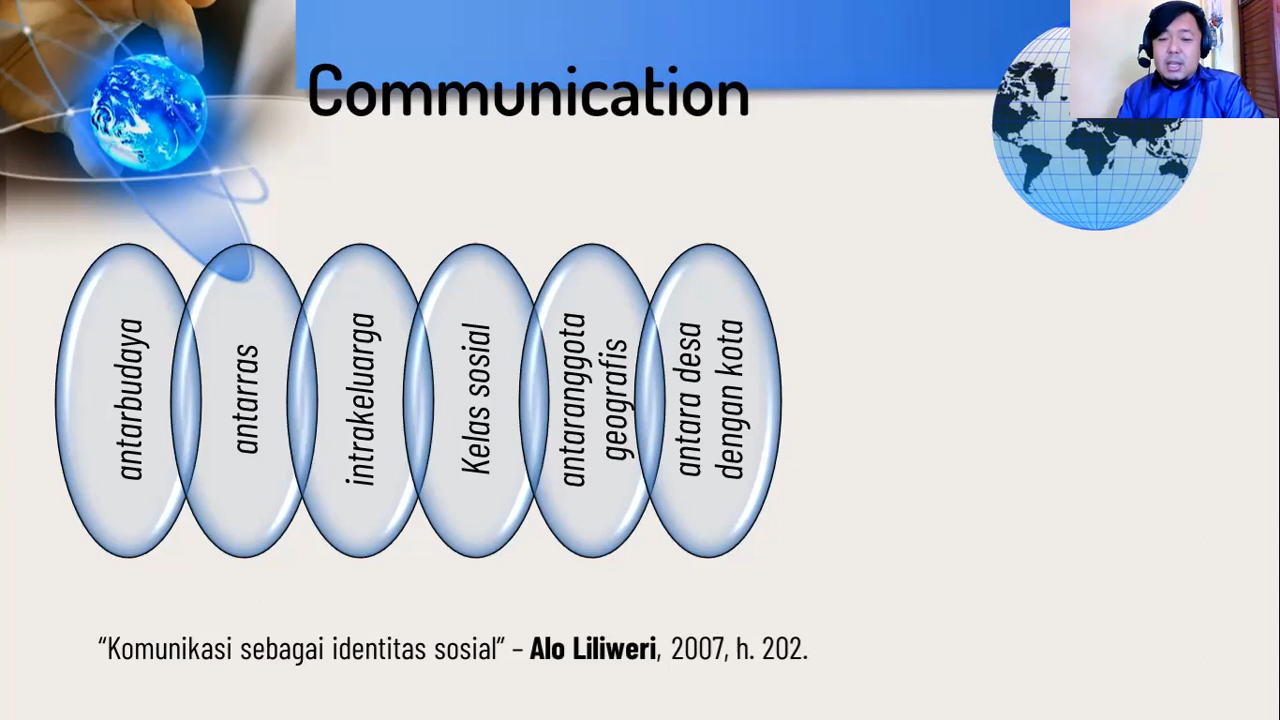 Communication
antarbudaya
antarras
intrakeluarga
Kelas sosial
antaranggota
geografis
antara desa
dengan kota
“Komunikasi sebagai identitas sosial” – Alo Liliweri, 2007, h. 202.